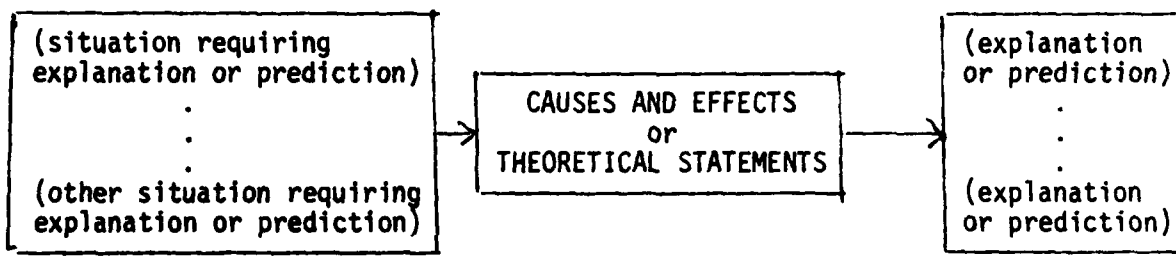 (situation requiring
explanation or prediction)
.
.
.
(other situation requiring
explanation or prediction)
CAUSES AND EFFECTS
or
THEORETICAL STATEMENTS
(explanation
or prediction)
.
.
.
(explanation
or prediction)